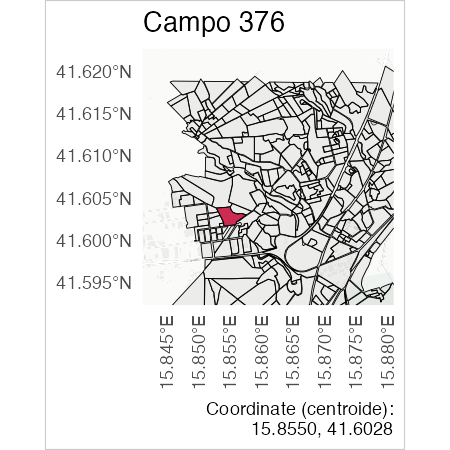 Campo 376
41.620°N
41.615°N
41.610°N
41.605°N
41.600°N
41.595°N
15.845°E
15.850°E
15.855°E
15.860°E
15.865°E
15.870°E
15.875°E
15.880°E
Coordinate (centroide):
15.8550, 41.6028